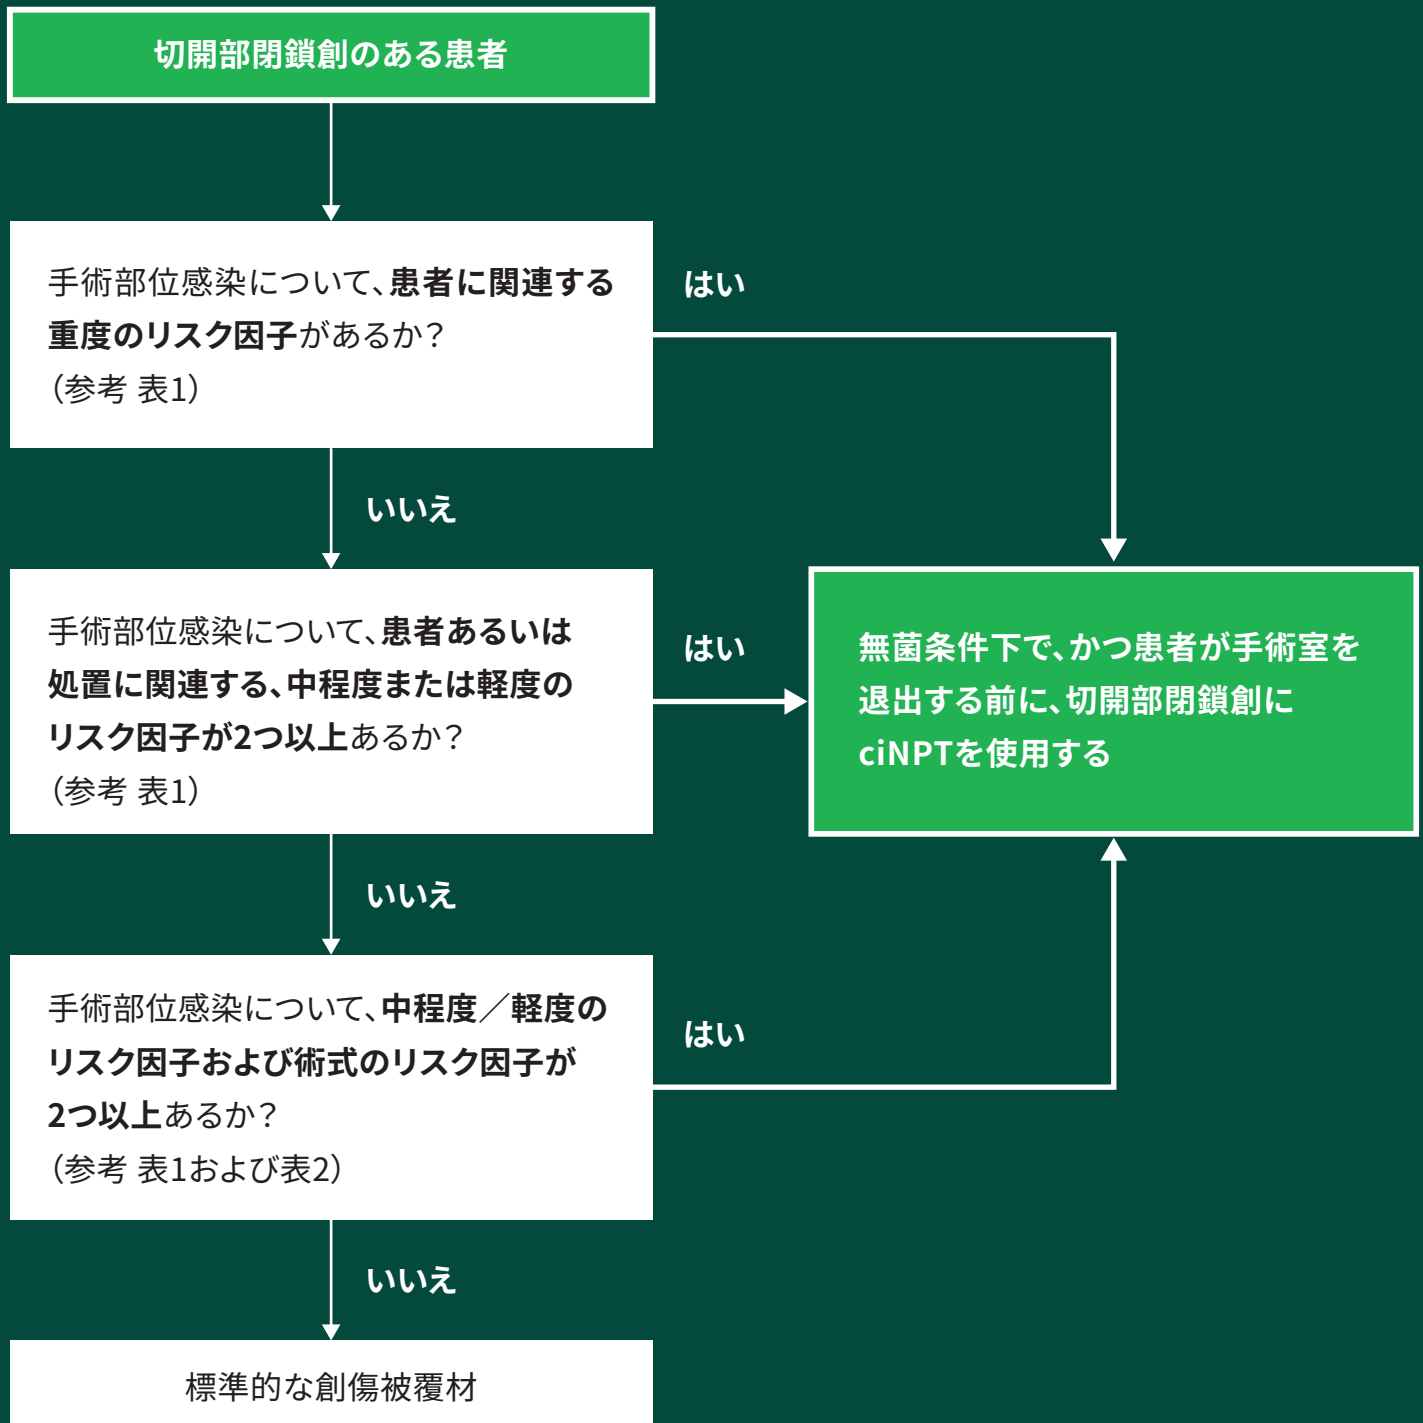 切開部閉鎖創のある患者
手術部位感染について、患者に関連する
重度のリスク因子があるか？
（参考 表1）
はい
いいえ
手術部位感染について、患者あるいは
処置に関連する、中程度または軽度の
リスク因子が2つ以上あるか？
（参考 表1）
はい
無菌条件下で、かつ患者が手術室を
退出する前に、切開部閉鎖創に
ciNPTを使用する
いいえ
手術部位感染について、中程度／軽度の
リスク因子および術式のリスク因子が
2つ以上あるか？
（参考 表1および表2）
はい
いいえ
標準的な創傷被覆材